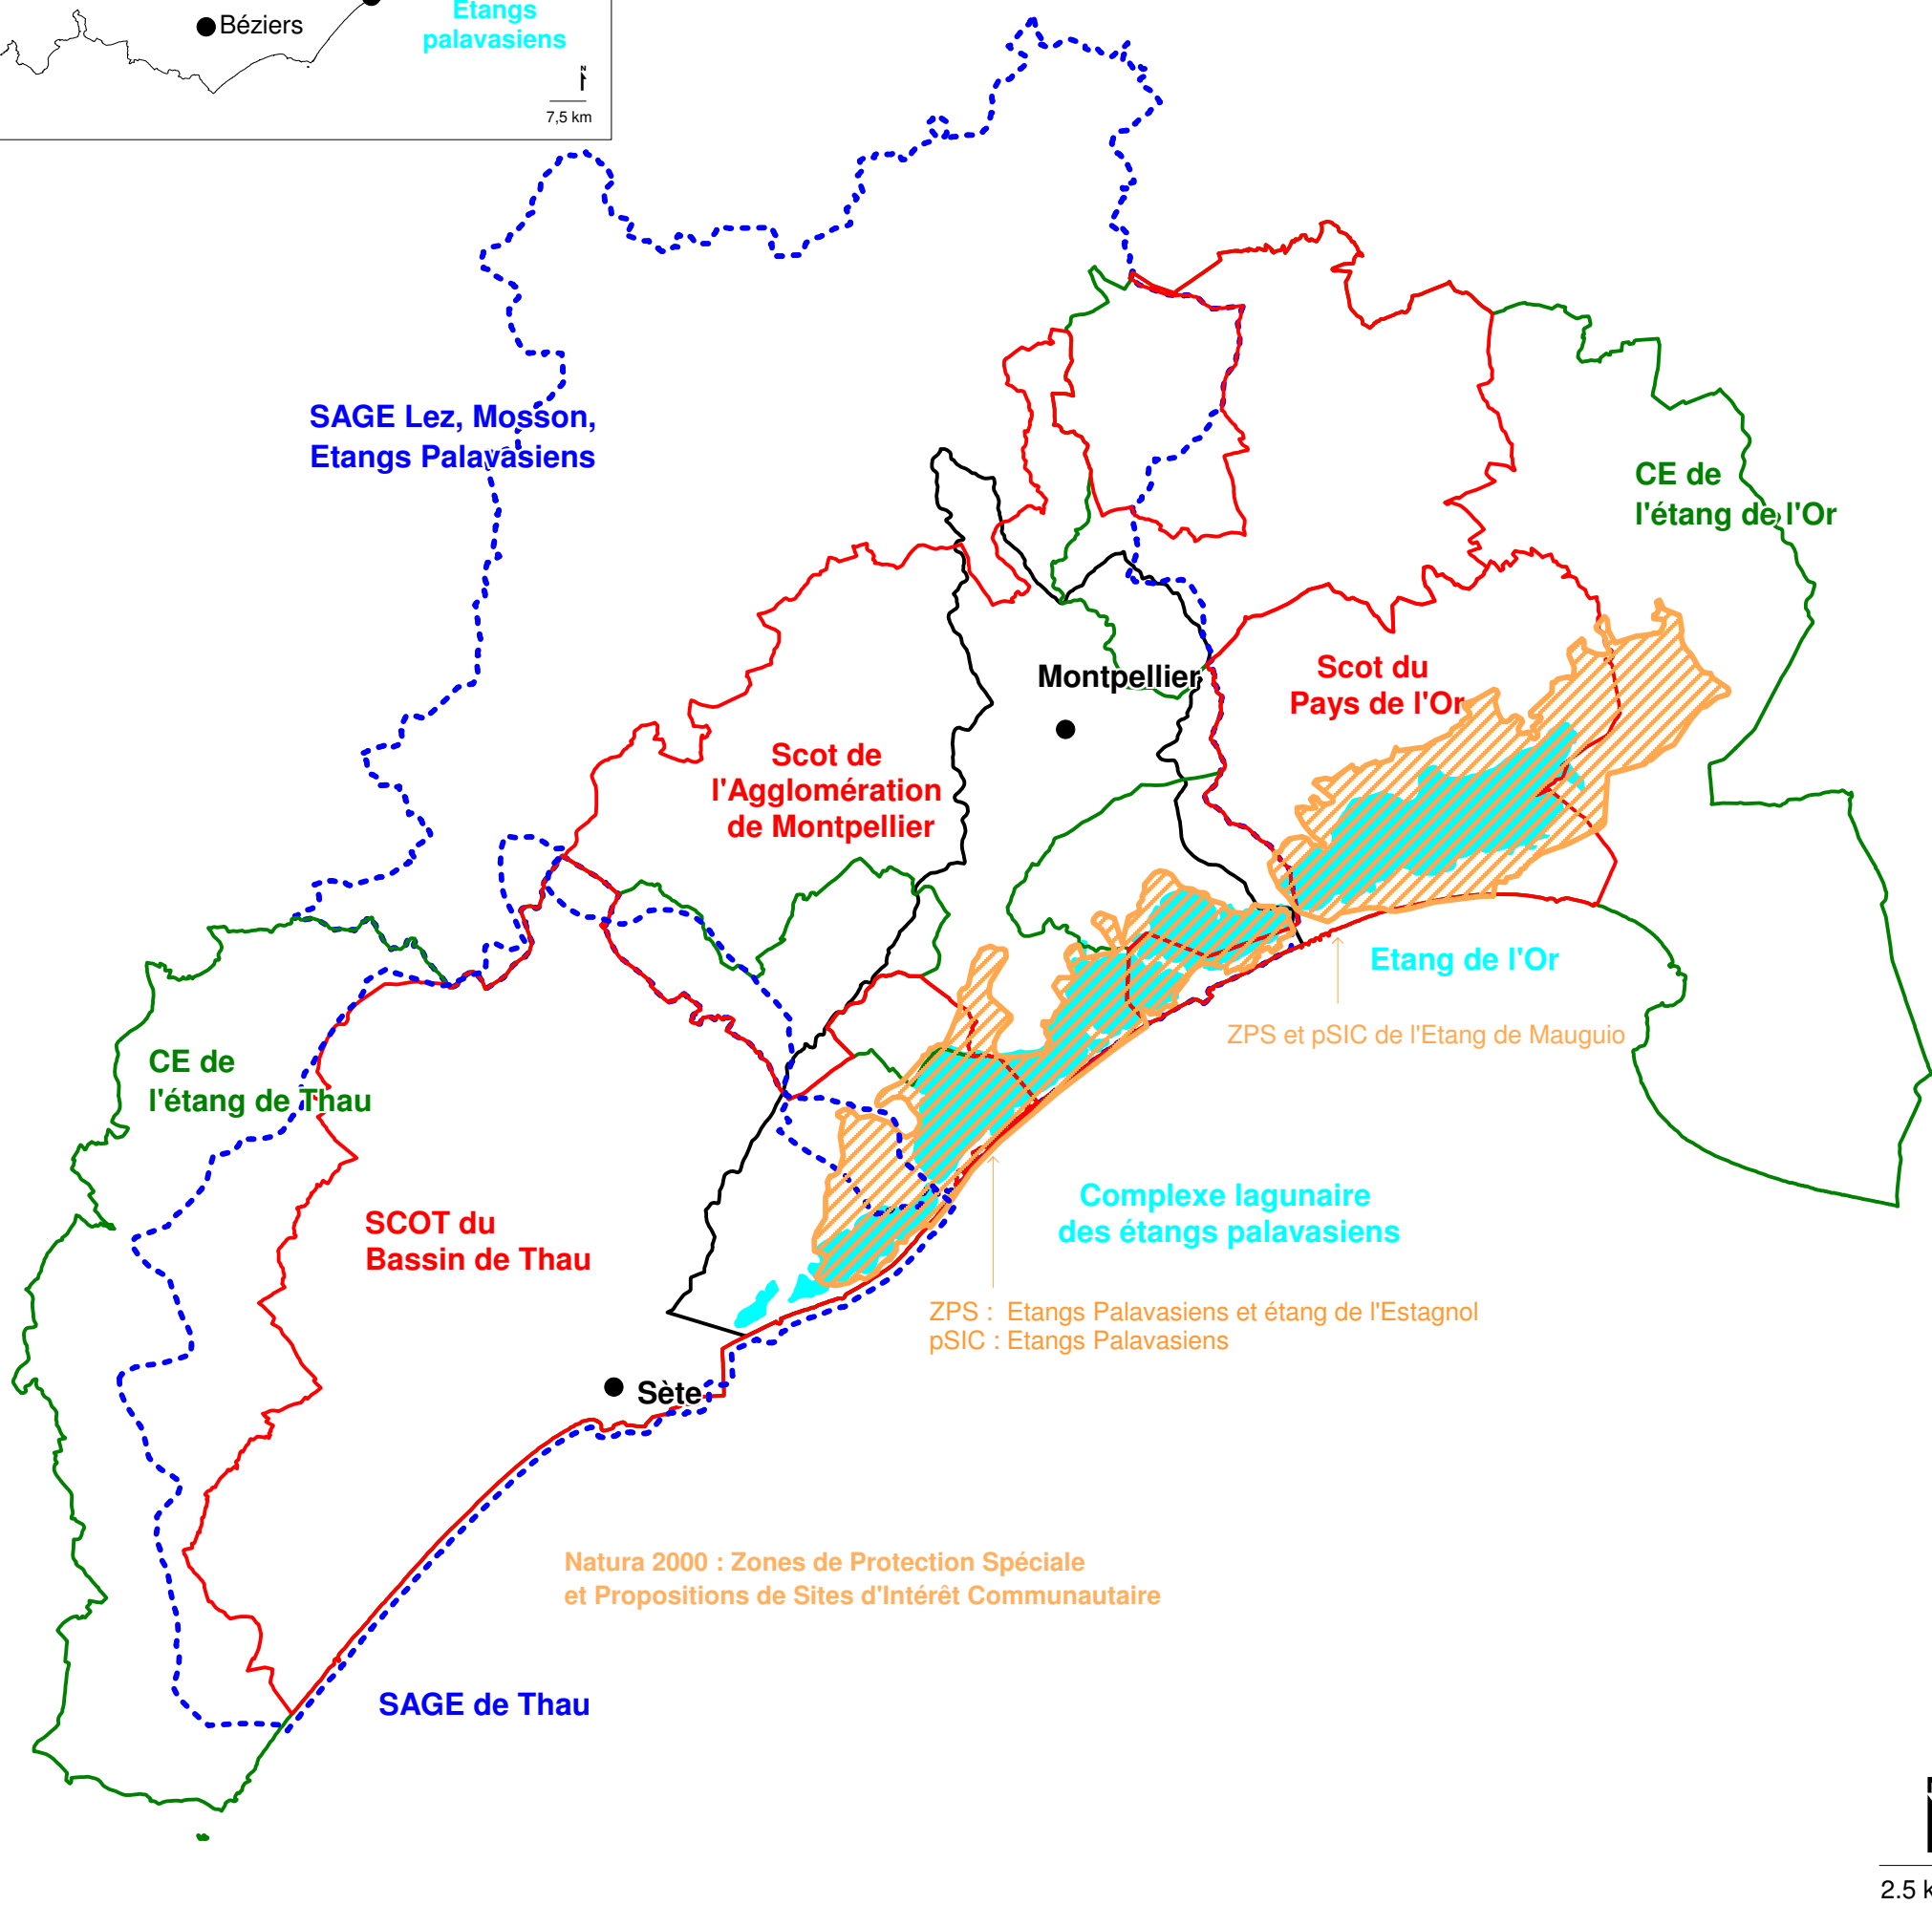 Etangs
palavasiens
Béziers
N
7,5 km
SAGE Lez, Mosson,
Etangs Palavasiens
CE de
l'étang de l'Or
Montpellier
Scot du
Pays de l'Or
Scot de
l'Agglomération
de Montpellier
Etang de l'Or
ZPS et pSIC de l'Etang de Mauguio
CE de
l'étang de Thau
Complexe lagunaire
des étangs palavasiens
SCOT du
Bassin de Thau
ZPS : Etangs Palavasiens et étang de l'Estagnol
pSIC : Etangs Palavasiens
Sète
Natura 2000 : Zones de Protection Spéciale
et Propositions de Sites d'Intérêt Communautaire
SAGE de Thau
2.5 k